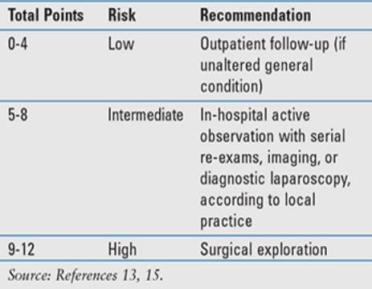 Total Points Risk Recommendation
0-4 Low Outpatient follow-up (if
unaltered general
condition)
5-8 Intermediate In-hospital active
observation with serial
re-exams, imaging, or
diagnostic laparoscopy,
according to local
practice
9-12 High Surgical exploration
Source: References 13, 15.